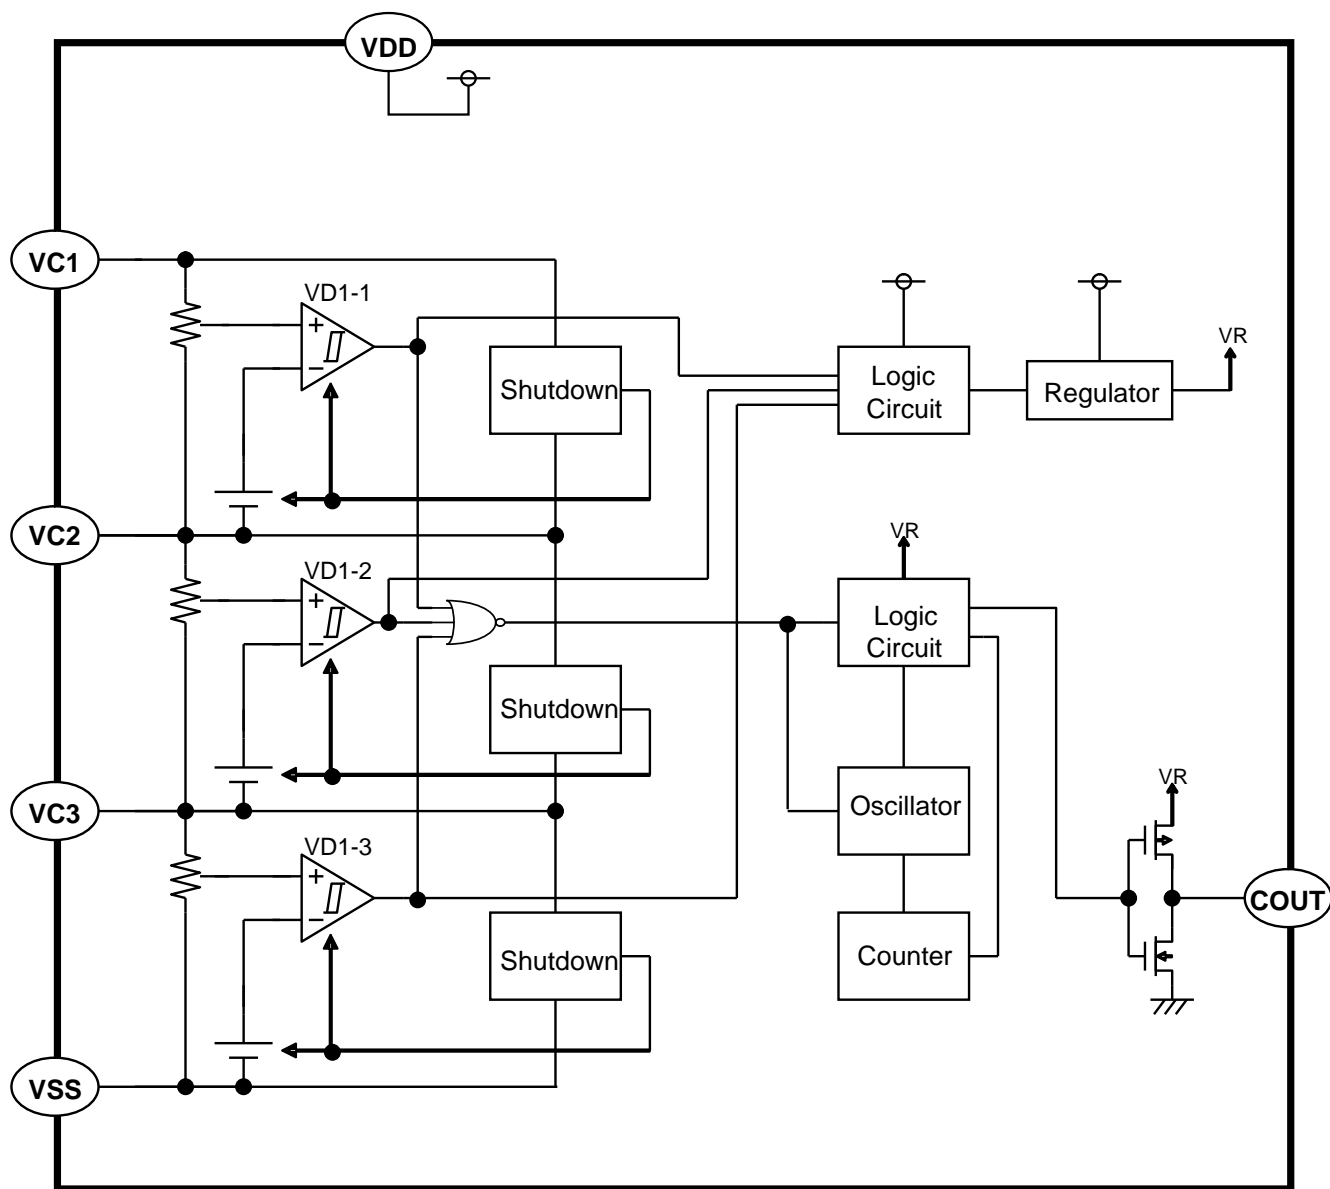 VDD
VC1
VD1-1
+
−
Shutdown
Logic
Circuit
Regulator
VR
VC2
VD1-2
+
−
Shutdown
VR
Logic
Circuit
Oscillator
VC3
VD1-3
+
−
Shutdown
Counter
VR
COUT
VSS